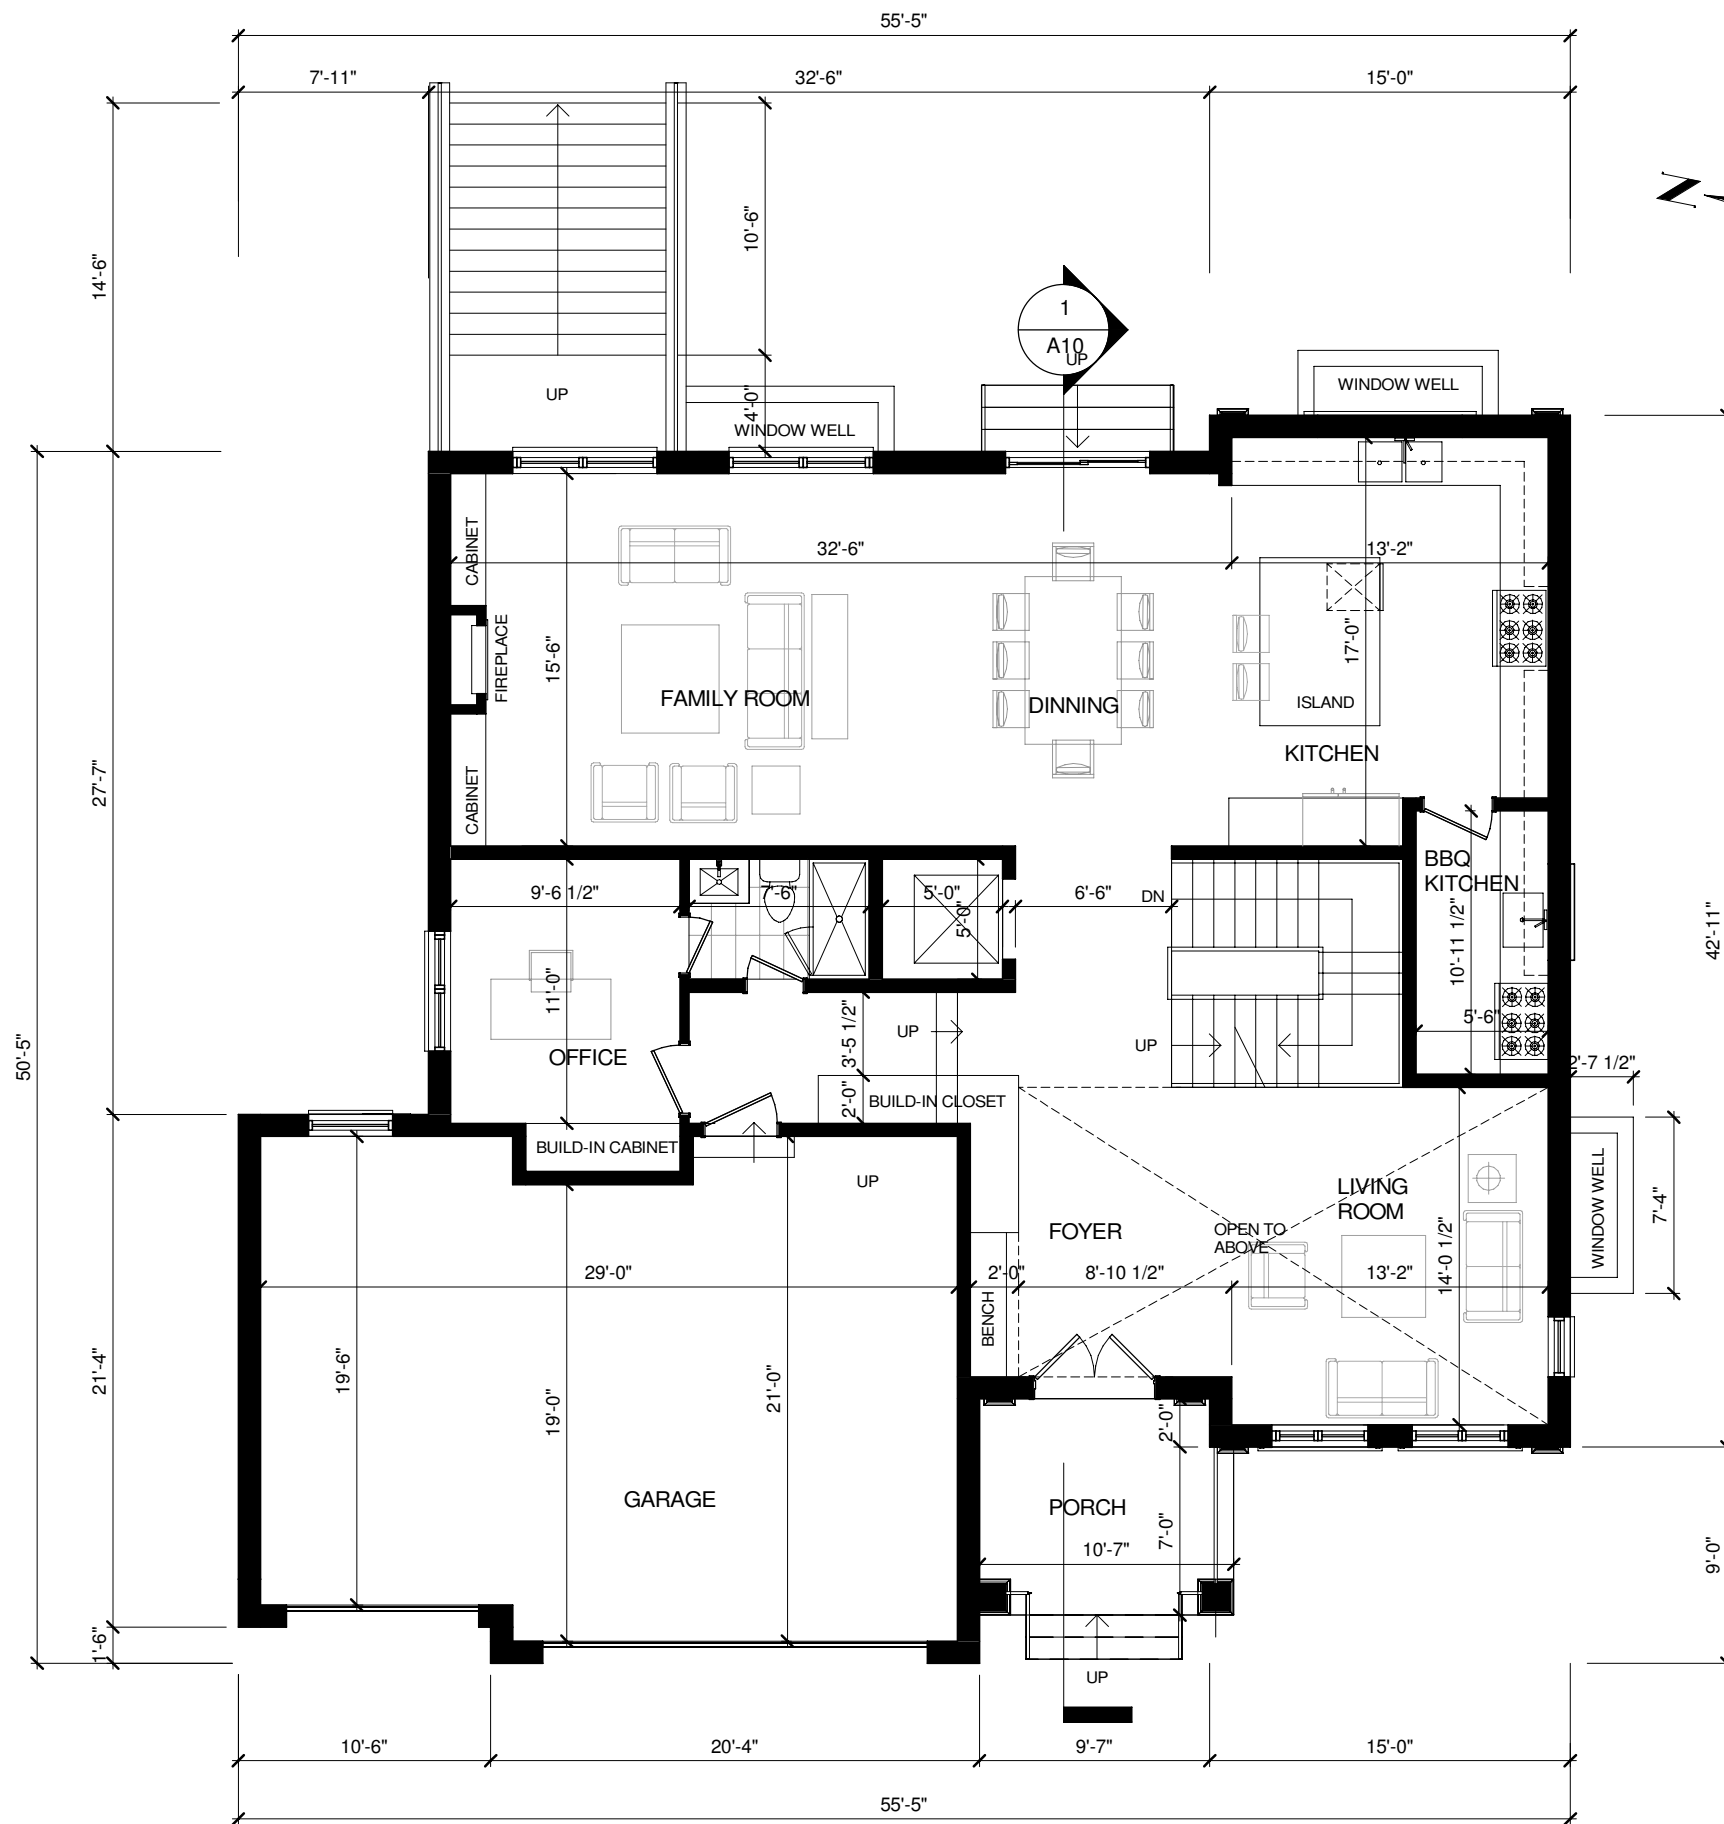 55'-5"
7'-11"
32'-6"
15'-0"
N
14'-6"
10'-6"
4'-0"
1
A10
UP
UP
WINDOW WELL
WINDOW WELL
CABINET
32'-6"
13'-2"
FIREPLACE
15'-6"
17'-0"
FAMILY ROOM
DINNING
ISLAND
KITCHEN
27'-7"
CABINET
BBQ
KITCHEN
9'-6 1/2"
7'-6"
5'-0"
5'-0"
6'-6"
DN
10'-11 1/2"
42'-11"
11'-0"
OFFICE
3'-5 1/2"
UP
UP
5'-6"
2'-7 1/2"
50'-5"
2'-0"
BUILD-IN CLOSET
BUILD-IN CABINET
UP
LIVING
ROOM
WINDOW WELL
7'-4"
FOYER
OPEN TO
ABOVE
14'-0 1/2"
29'-0"
2'-0"
8'-10 1/2"
13'-2"
BENCH
21'-4"
19'-6"
19'-0"
21'-0"
2'-0"
GARAGE
PORCH
7'-0"
10'-7"
9'-0"
1'-6"
UP
10'-6"
20'-4"
9'-7"
15'-0"
55'-5"